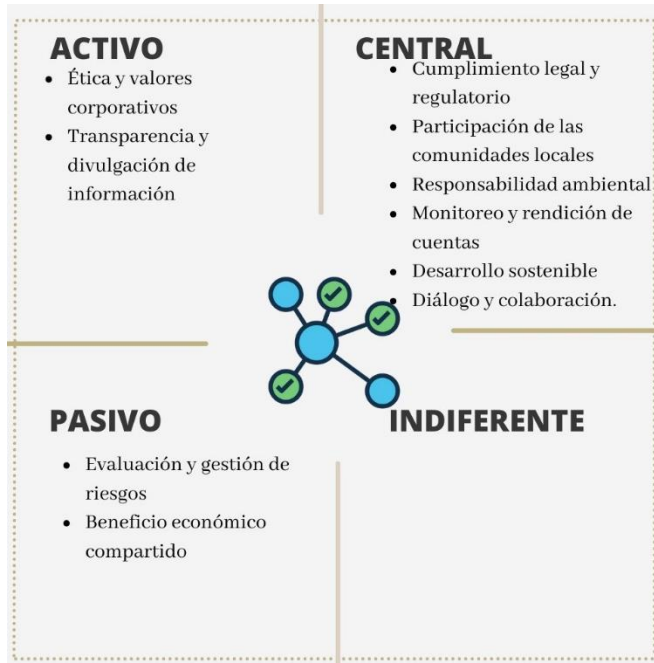 ACTIVO
• Ética y valores
corporativos
• Transparencia y
divulgación de
información
CENTRAL
• Cumplimiento legal y
regulatorio
• Participación de las
comunidades locales
• Responsabilidad ambiental
• Monitoreo y rendición de
cuentas
• Desarrollo sostenible
• Diálogo y colaboración.
PASIVO
• Evaluación y gestión de
riesgos
• Beneficio económico
compartido
INDIFERENTE